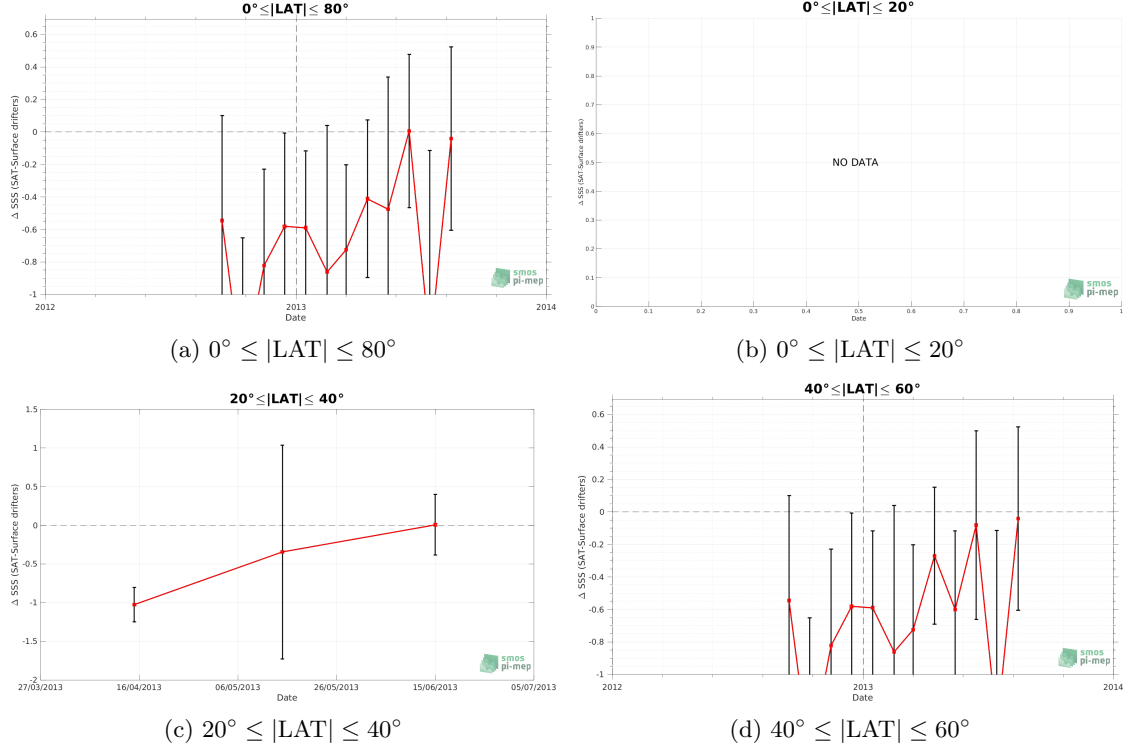 0°≤|LAT|≤ 80°
0.6
0.4
0.2
0
-0.2
-0.4
-0.6
-0.8
-1
Δ SSS (SAT-Surface drifters)
2012
2013
2014
Date
smos
pi-mep
(a) 0° ≤ |LAT| ≤ 80°
0°≤|LAT|≤ 20°
1
0.9
0.8
0.7
0.6
0.5
0.4
0.3
0.2
0.1
0
Δ SSS (SAT-Surface drifters)
NO DATA
0 0.1 0.2 0.3 0.4 0.5 0.6 0.7 0.8 0.9 1
Date
smos
pi-mep
(b) 0° ≤ |LAT| ≤ 20°
20°≤|LAT|≤ 40°
1.5
1
0.5
0
-0.5
-1
-1.5
-2
Δ SSS (SAT-Surface drifters)
27/03/2013 16/04/2013 06/05/2013 26/05/2013 15/06/2013 05/07/2013
Date
smos
pi-mep
(c) 20° ≤ |LAT| ≤ 40°
40°≤|LAT|≤ 60°
0.6
0.4
0.2
0
-0.2
-0.4
-0.6
-0.8
-1
Δ SSS (SAT-Surface drifters)
2012
2013
2014
Date
smos
pi-mep
(d) 40° ≤ |LAT| ≤ 60°